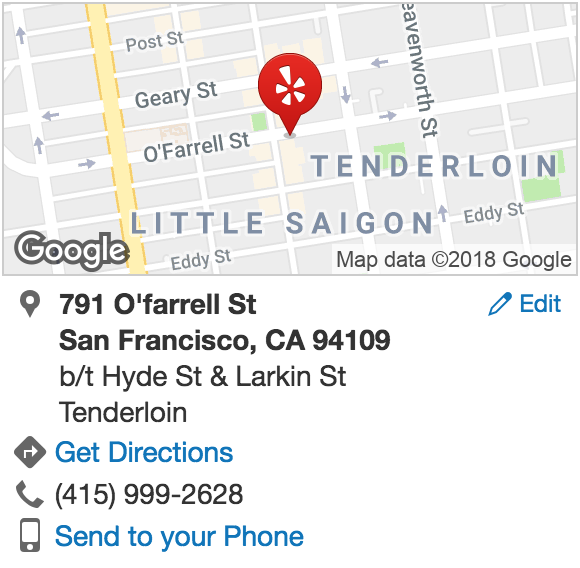 Post St
Geary St
Leavenworth St
O'Farrell St
TENDERLOIN
LITTLE SAIGON
Eddy St
Eddy St
Google
Map data ©2018 Google
791 O'farrell St
Edit
San Francisco, CA 94109
b/t Hyde St & Larkin St
Tenderloin
Get Directions
(415) 999-2628
Send to your Phone